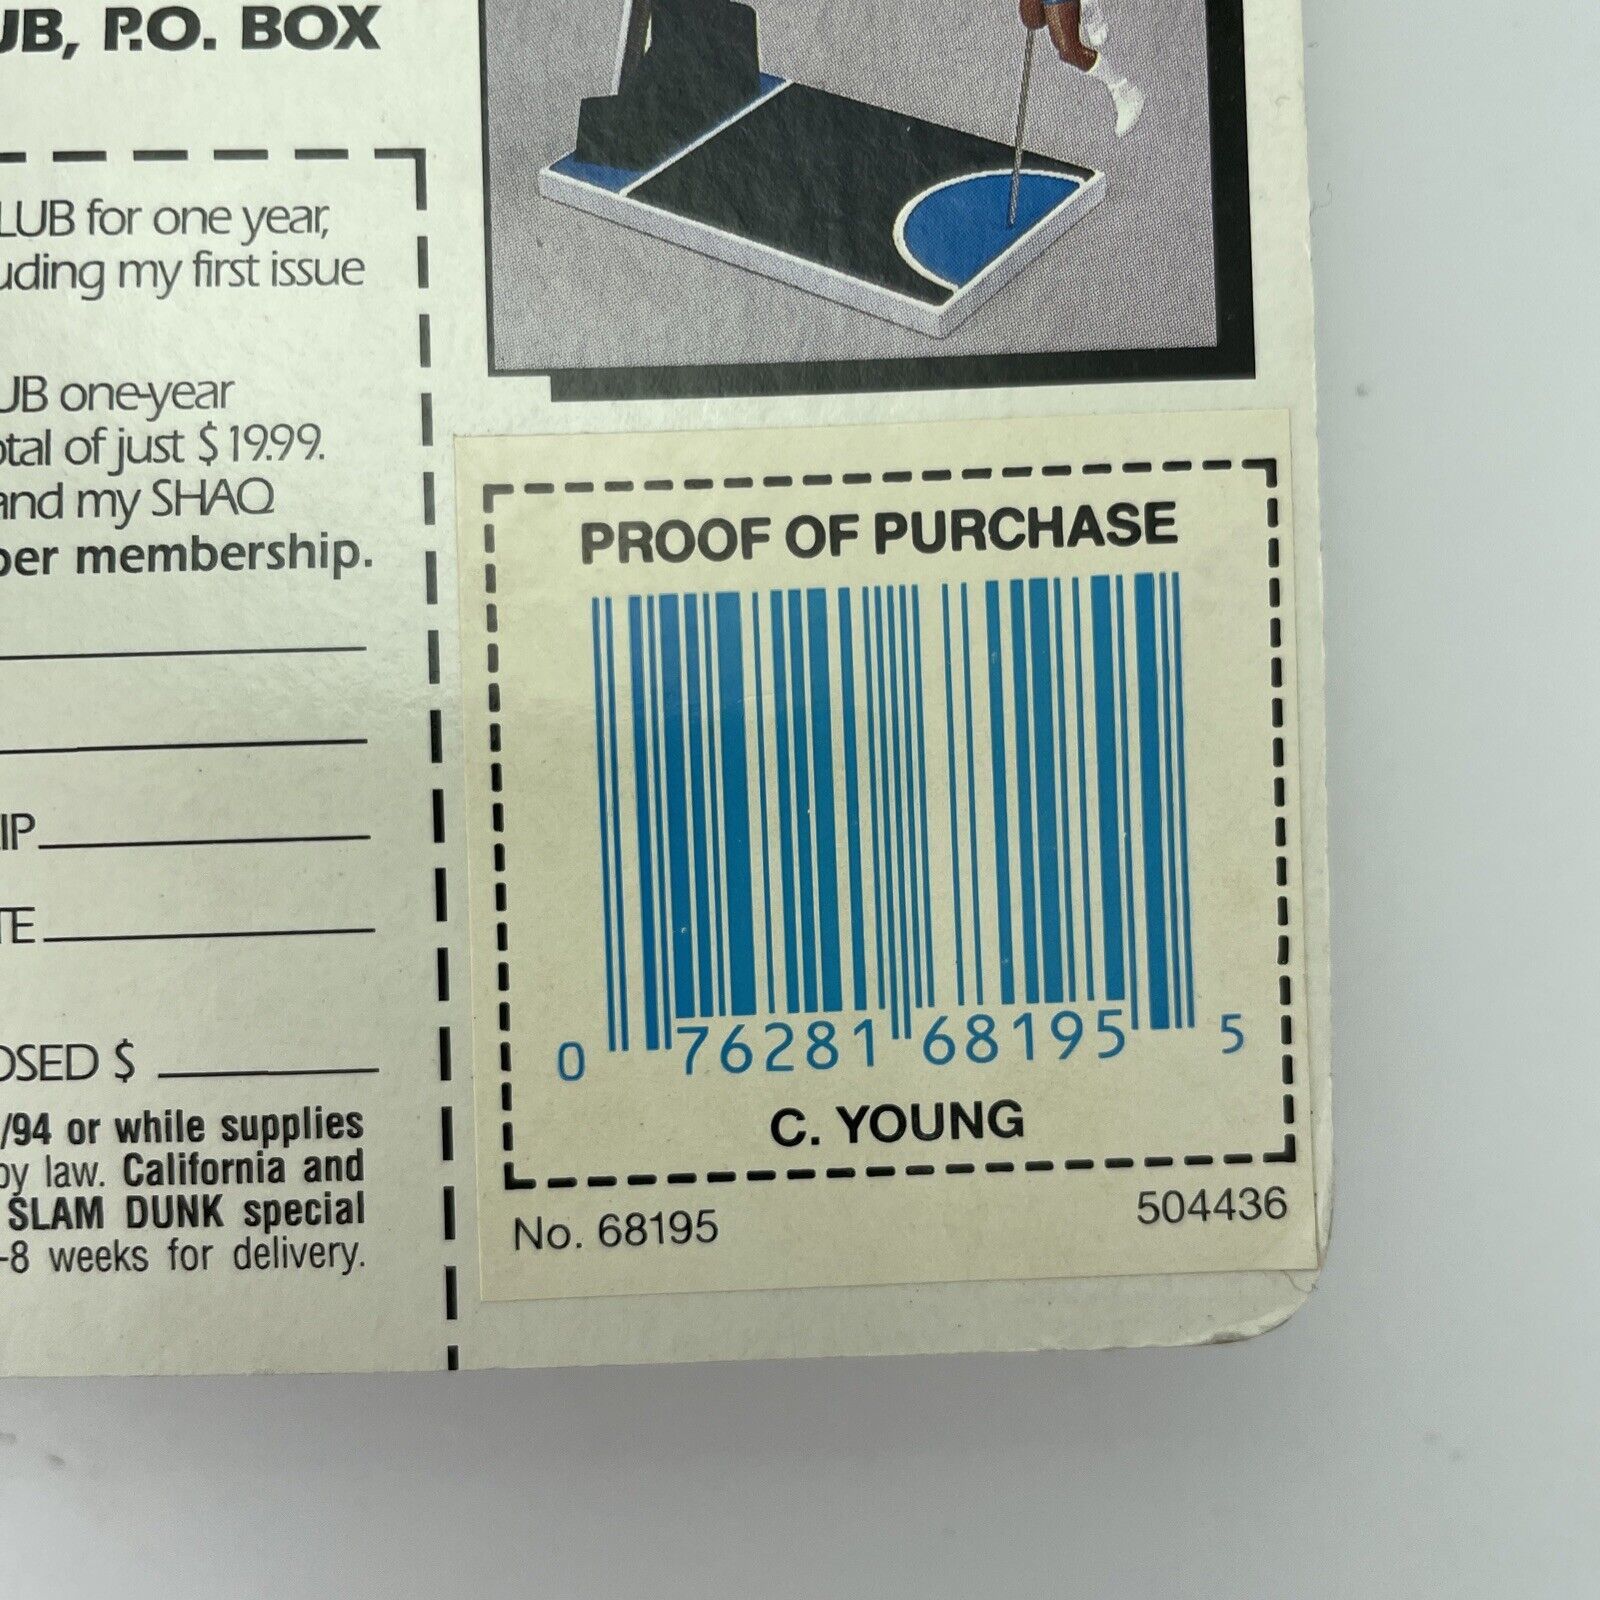 UB, P.O. BOX
LUB for one year,
uding my first issue
UB one-year
otal of just $19.99.
and my SHAQ
per membership.
IP
TE
OSED $
/94 or while supplies
by law. California and
SLAM DUNK special
-8 weeks for delivery.
PROOF OF PURCHASE
0 76281 68195 5
C. YOUNG
No. 68195
504436